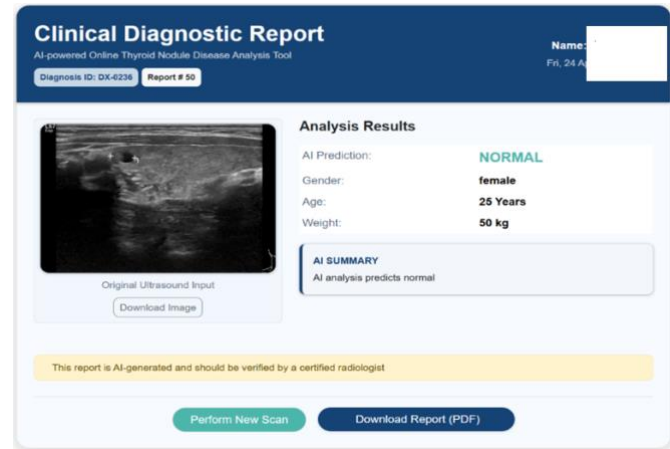 Clinical Diagnostic Report
AI-powered Online Thyroid Nodule Disease Analysis Tool
Diagnosis ID: DX-0236 Report # 50
Name:
Fri, 24
Analysis Results
AI Prediction: NORMAL
Gender: female
Age: 25 Years
Weight: 50 kg
AI SUMMARY
AI analysis predicts normal
Original Ultrasound Input
Download Image
This report is AI-generated and should be verified by a certified radiologist
Perform New Scan Download Report (PDF)